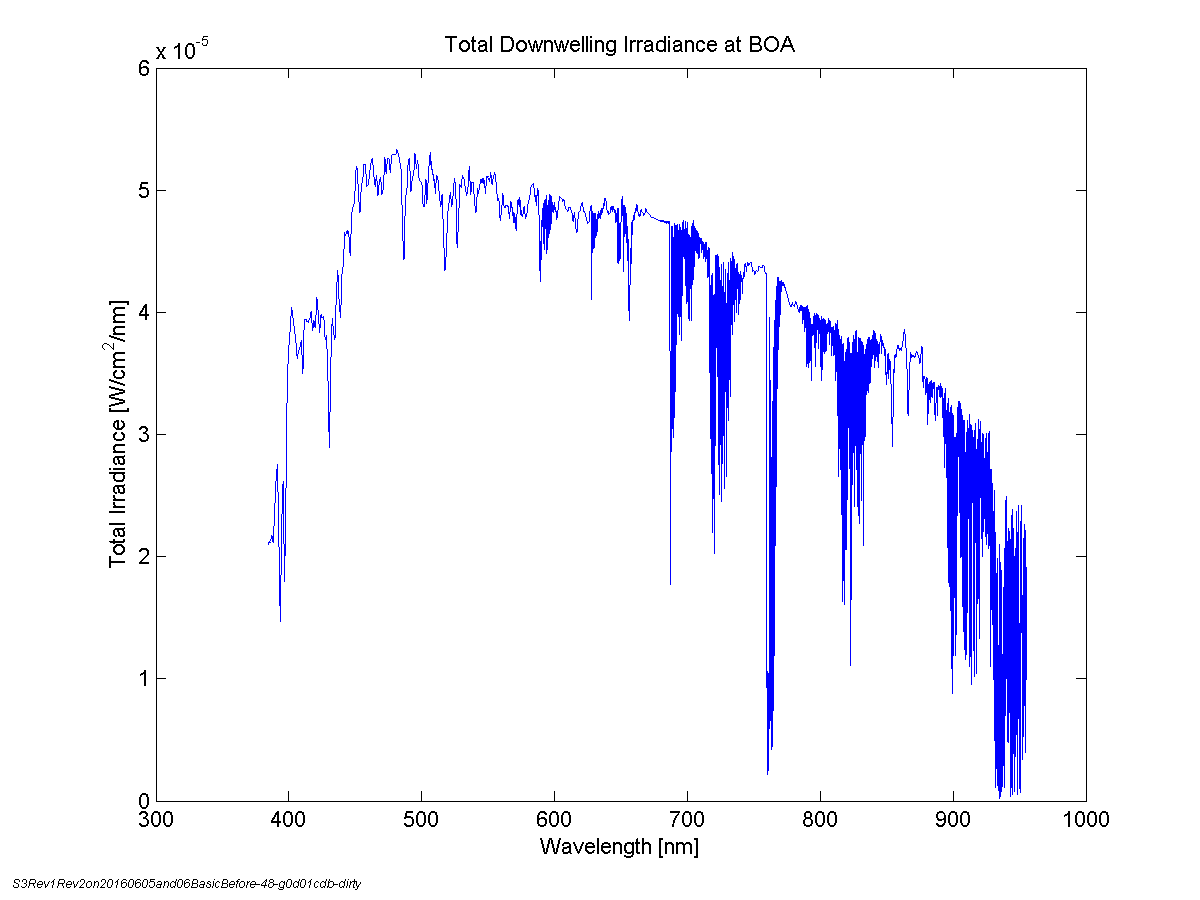 Total Downwelling Irradiance at BOA
x 10^-5
6
5
4
3
2
1
0
Total Irradiance [W/cm^2/nm]
300 400 500 600 700 800 900 1000
Wavelength [nm]
S3Rev1Rev2on20160605and06BasicBefore-48-g0d01cdb-dirty